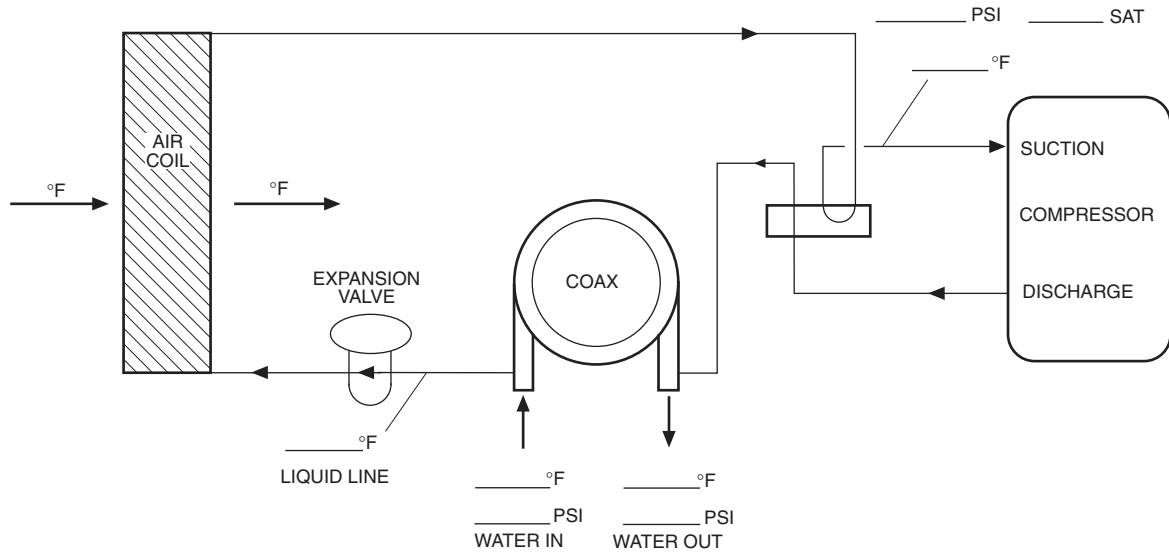 _______ PSI _______ SAT
_______ °F
AIR
COIL
SUCTION
°F
°F
COMPRESSOR
EXPANSION
VALVE
COAX
DISCHARGE
_______ °F
LIQUID LINE
_______ °F _______ °F
_______ PSI _______ PSI
WATER IN WATER OUT